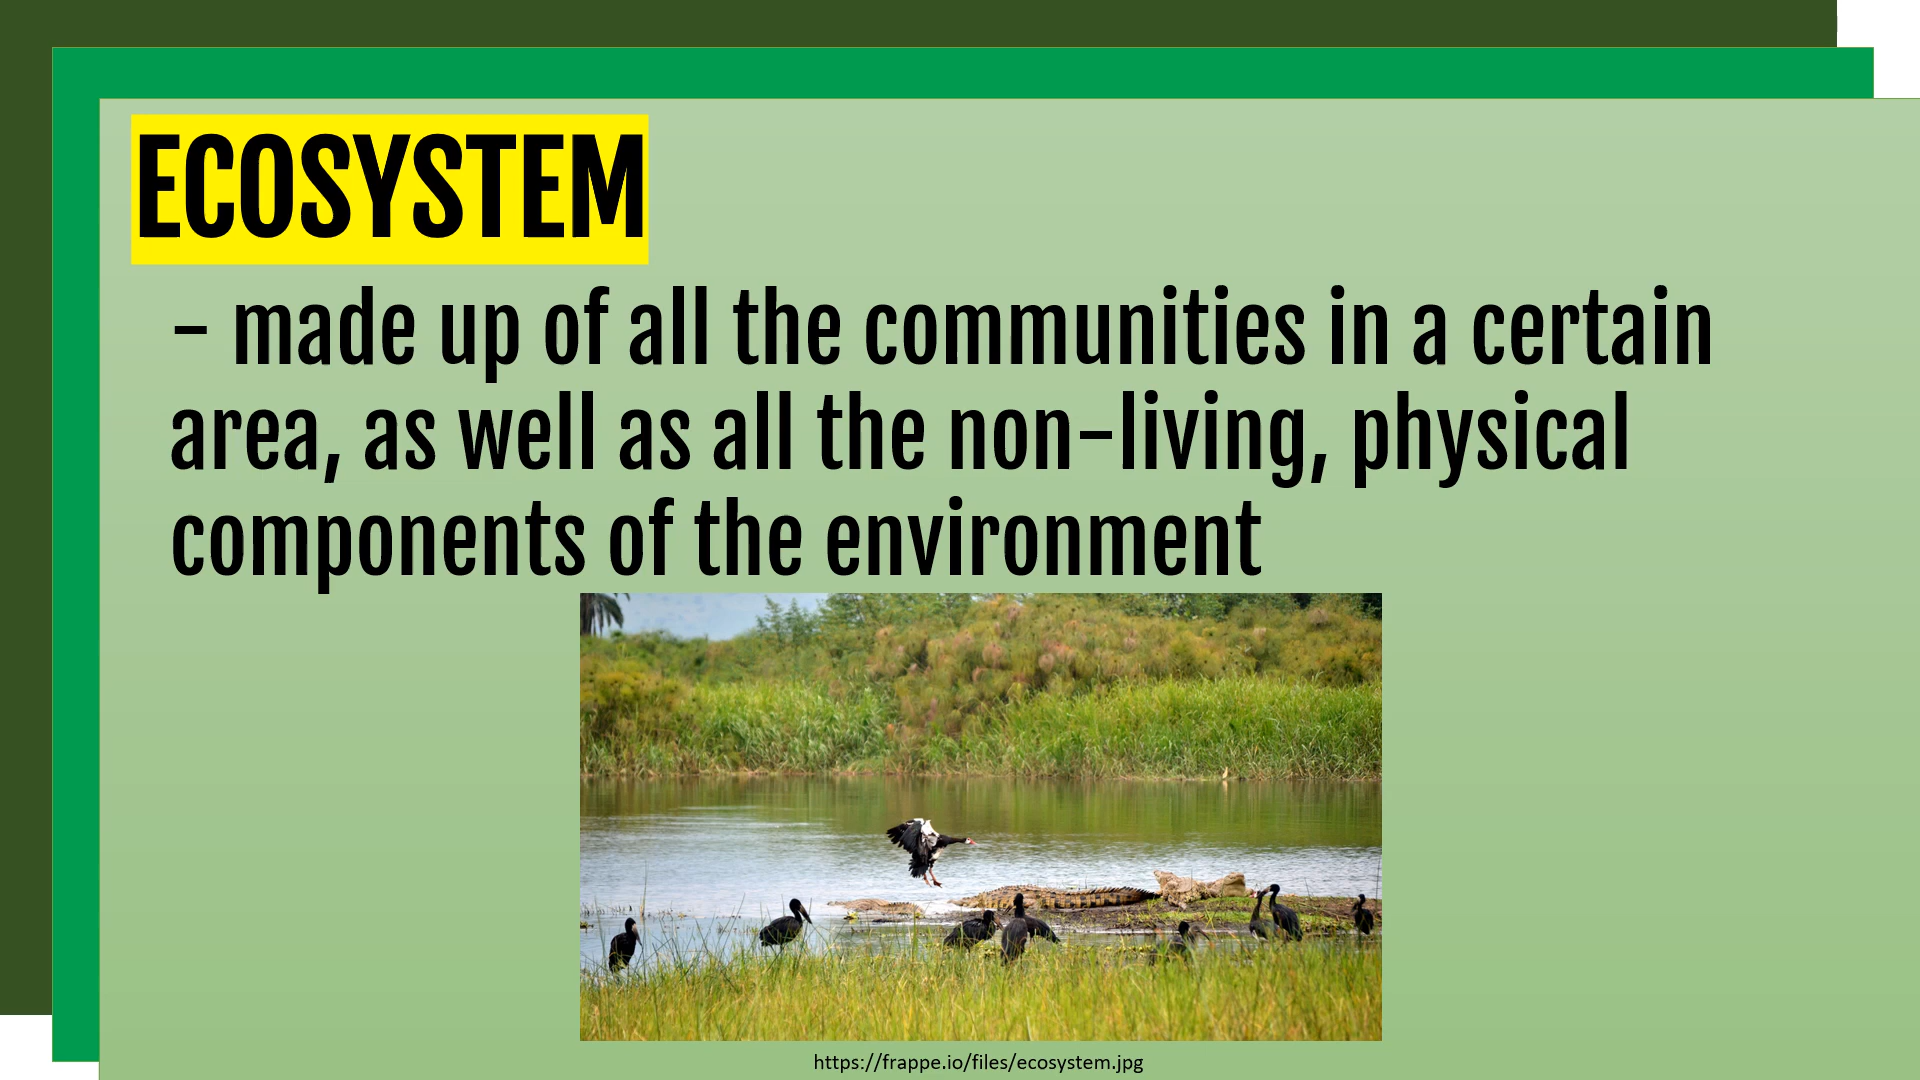 ECOSYSTEM
– made up of all the communities in a certain
area, as well as all the non-living, physical
components of the environment
https://frappe.io/files/ecosystem.jpg